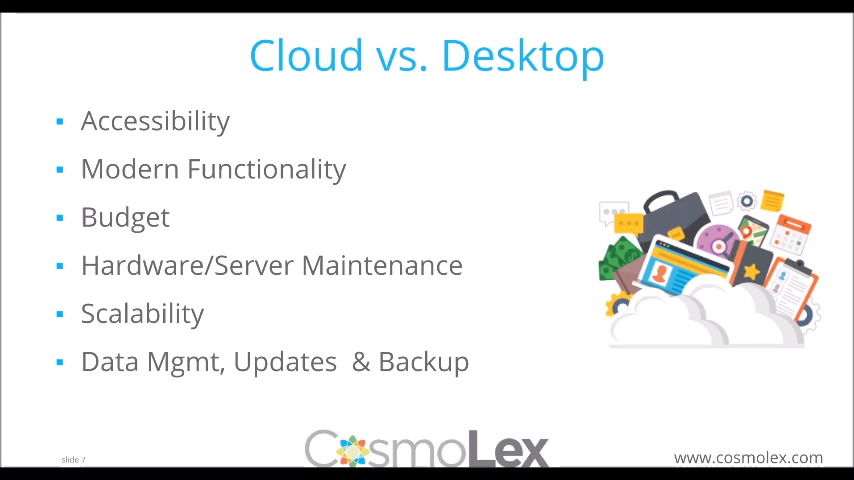 Cloud vs. Desktop
▪ Accessibility
▪ Modern Functionality
▪ Budget
▪ Hardware/Server Maintenance
▪ Scalability
▪ Data Mgmt, Updates & Backup
slide 7
CosmoLex
www.cosmolex.com